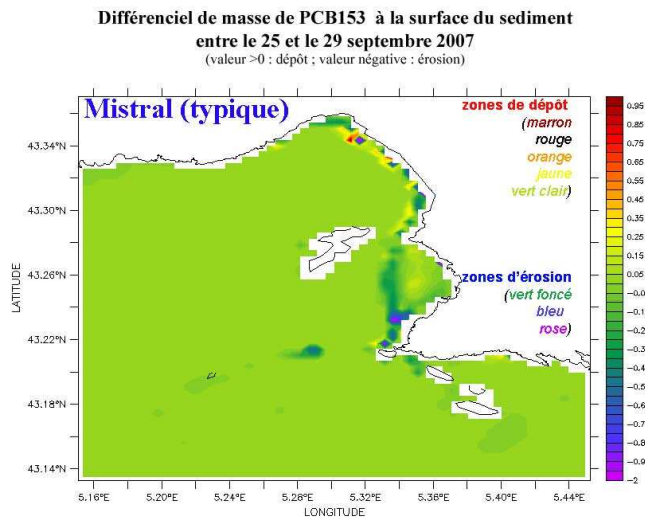 Différenciel de masse de PCB153 à la surface du sediment
entre le 25 et le 29 septembre 2007
(valeur >0 : dépôt ; valeur négative : érosion)
Mistral (typique)
zones de dépôt
(marron
rouge
orange
jaune
vert clair)
zones d'érosion
(vert foncé
bleu
rose)
LATITUDE
43.34°N
43.30°N
43.26°N
43.22°N
43.18°N
43.14°N
5.16°E 5.20°E 5.24°E 5.28°E 5.32°E 5.36°E 5.40°E 5.44°E
LONGITUDE
0.95
0.85
0.75
0.65
0.55
0.45
0.35
0.25
0.15
0.05
−0.1
−0.2
−0.3
−0.4
−0.5
−0.6
−0.7
−0.8
−0.9
−2